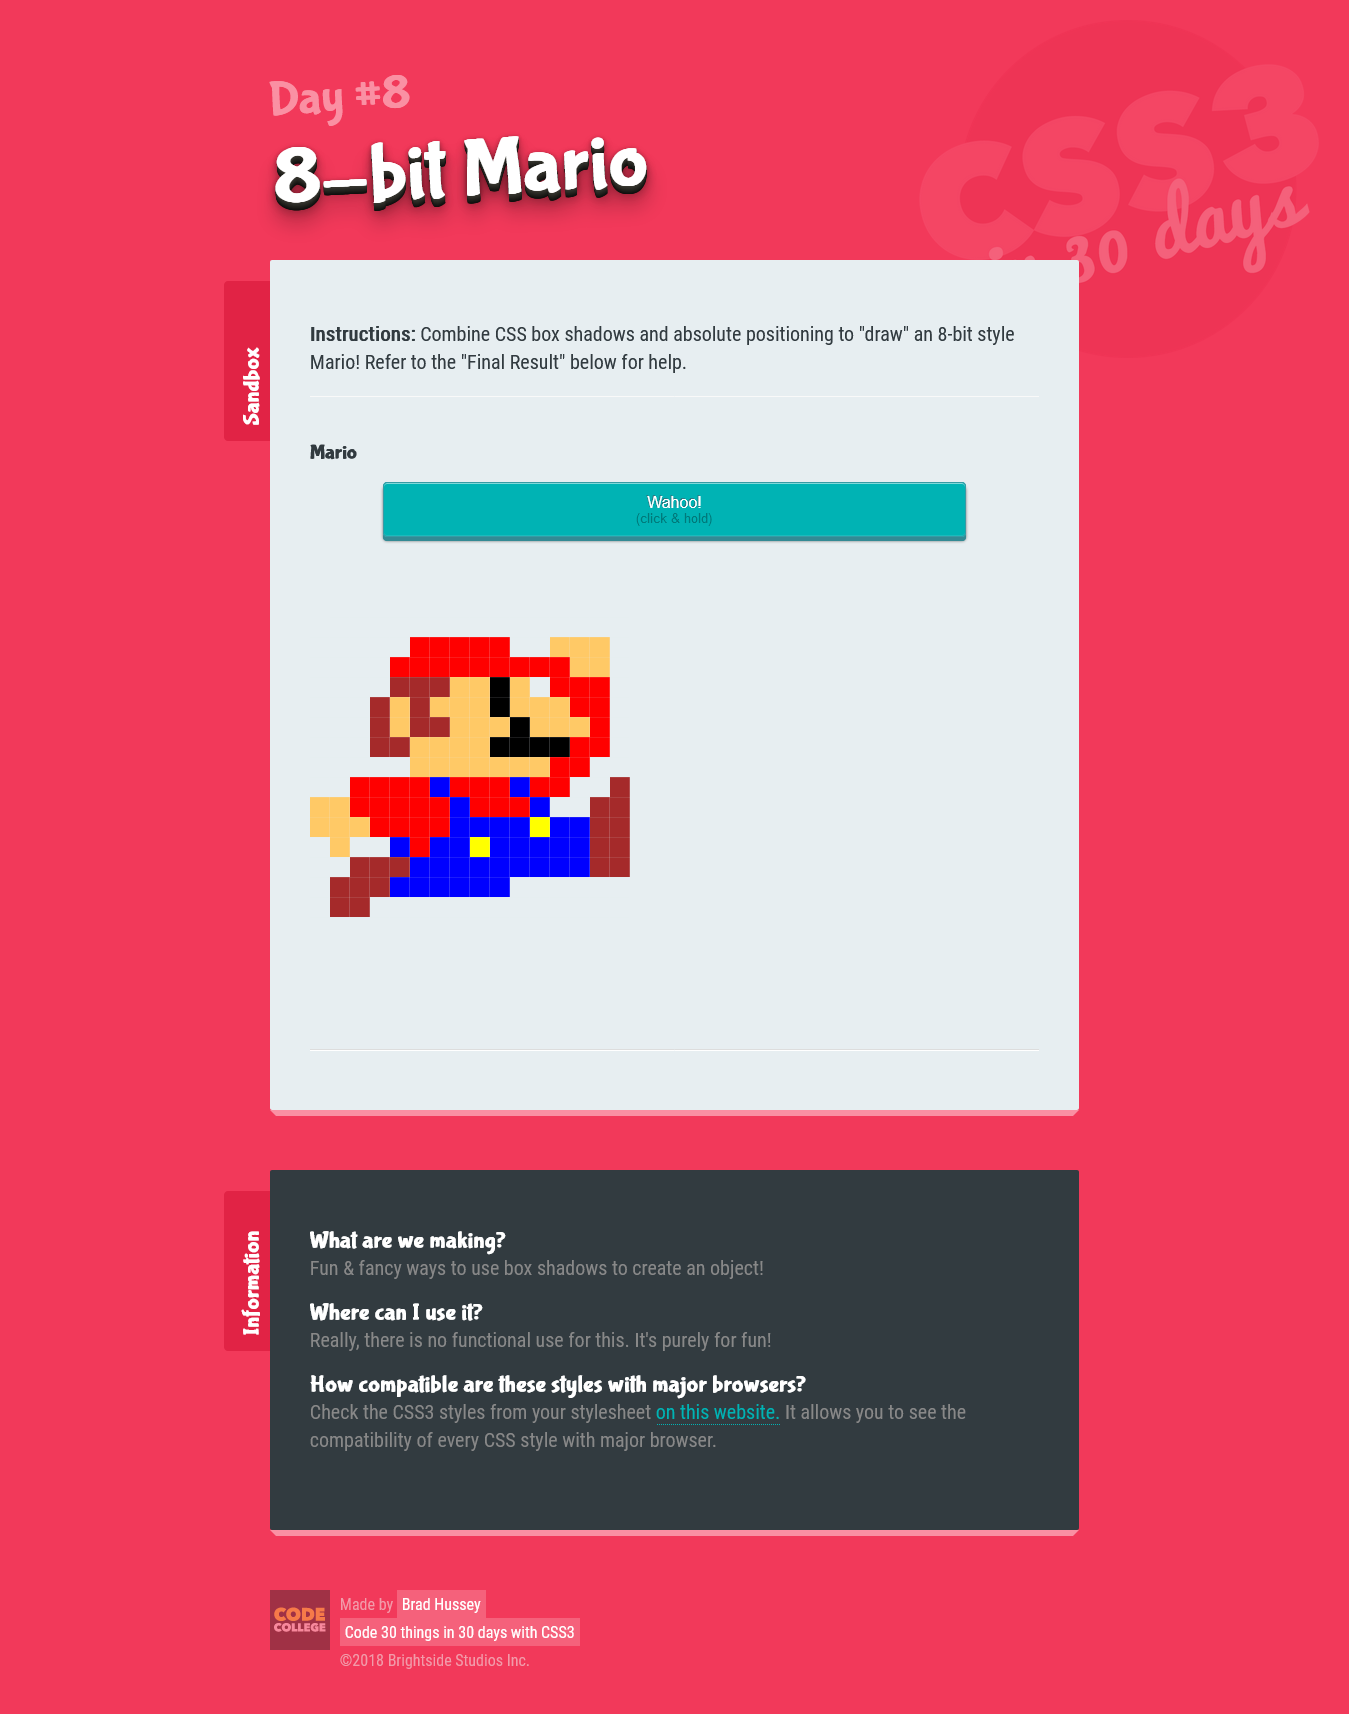 CSS3
in 30 days
Day #8
8-bit Mario
Sandbox
Instructions: Combine CSS box shadows and absolute positioning to "draw" an 8-bit style
Mario! Refer to the "Final Result" below for help.
Mario
Wahoo!
(click & hold)
Information
What are we making?
Fun & fancy ways to use box shadows to create an object!
Where can I use it?
Really, there is no functional use for this. It's purely for fun!
How compatible are these styles with major browsers?
Check the CSS3 styles from your stylesheet on this website. It allows you to see the
compatibility of every CSS style with major browser.
CODE
COLLEGE
Made by Brad Hussey
Code 30 things in 30 days with CSS3
©2018 Brightside Studios Inc.